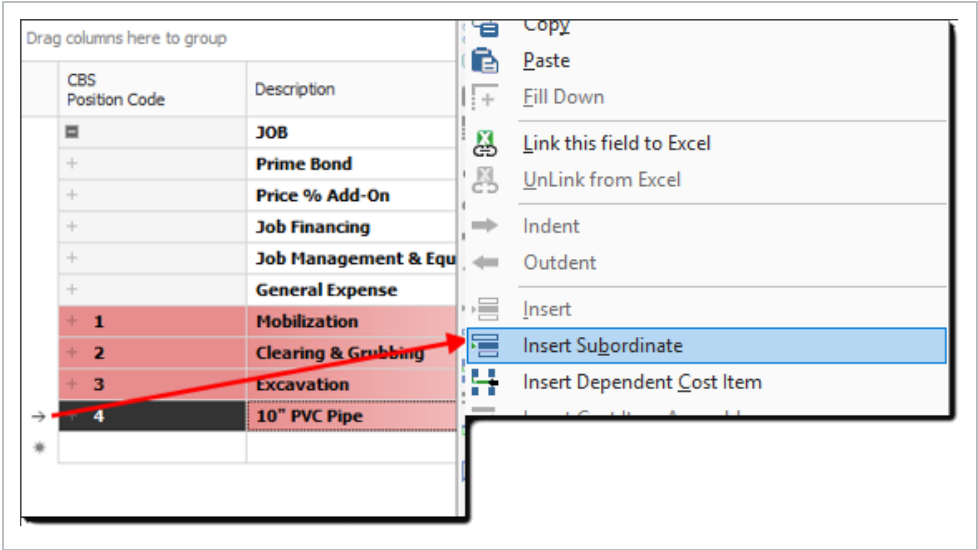 Drag columns here to group
CBS
Position Code
Description
JOB
Prime Bond
Price % Add-On
Job Financing
Job Management & Equ
General Expense
1 Mobilization
2 Clearing & Grubbing
3 Excavation
4 10" PVC Pipe
Copy
Paste
Fill Down
Link this field to Excel
UnLink from Excel
Indent
Outdent
Insert
Insert Subordinate
Insert Dependent Cost Item